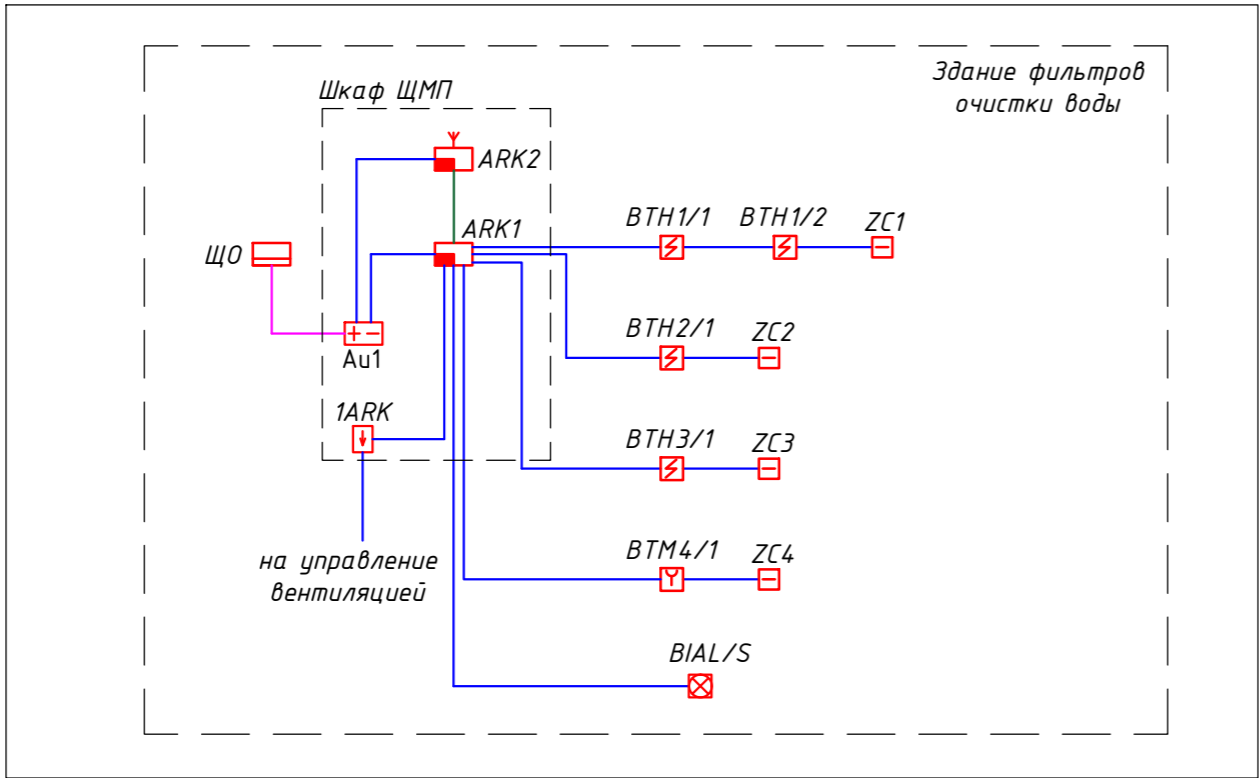 Здание фильтров
очистки воды
Шкаф ЩМП
ARK2
ARK1
ЩО
Au1
1ARK
на управление
вентиляцией
BTH1/1
BTH1/2
ZC1
BTH2/1
ZC2
BTH3/1
ZC3
BTM4/1
ZC4
BIAL/S